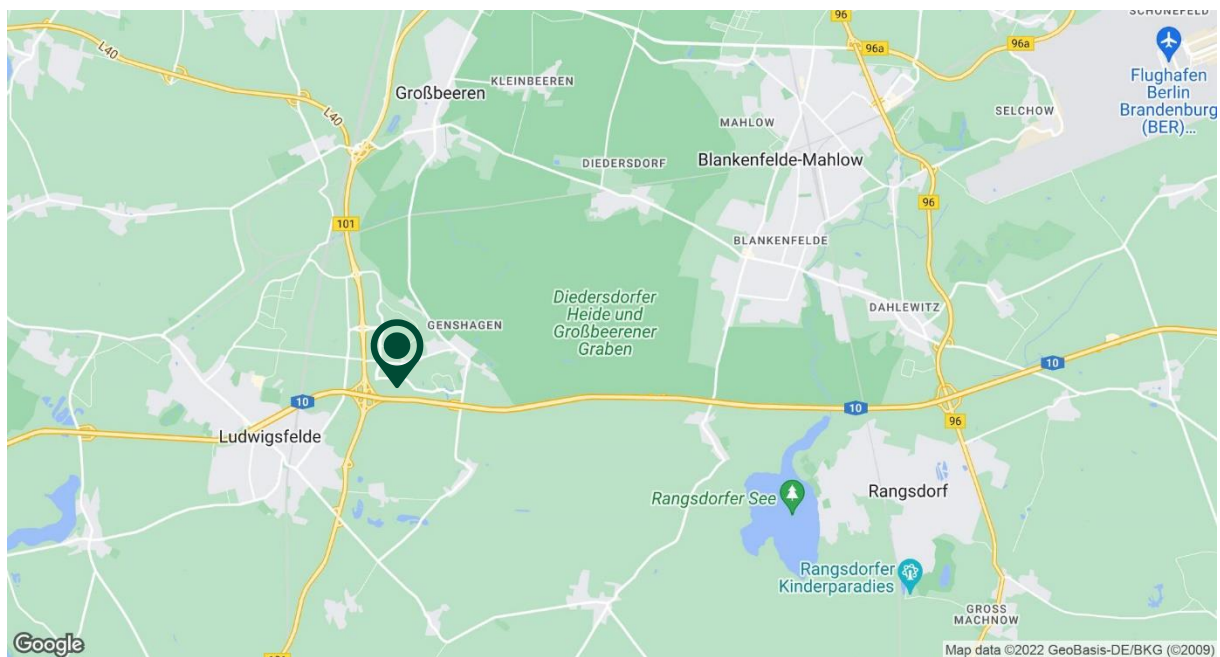 SCHÖNEFELD
96
L40
96a
96a
KLEINBEEREN
Großbeeren
Flughafen
Berlin
Brandenburg
(BER)...
SELCHOW
L40
MAHLOW
DIEDERSDORF
Blankenfelde-Mahlow
96
101
BLANKENFELDE
Diedersdorfer
Heide und
Großbeerener
Graben
DAHLEWITZ
GENSHAGEN
10
10
10
96
Ludwigsfelde
Rangsdorfer See
Rangsdorf
Rangsdorfer
Kinderparadies
GROSS
MACHNOW
Google
Map data ©2022 GeoBasis-DE/BKG (©2009)